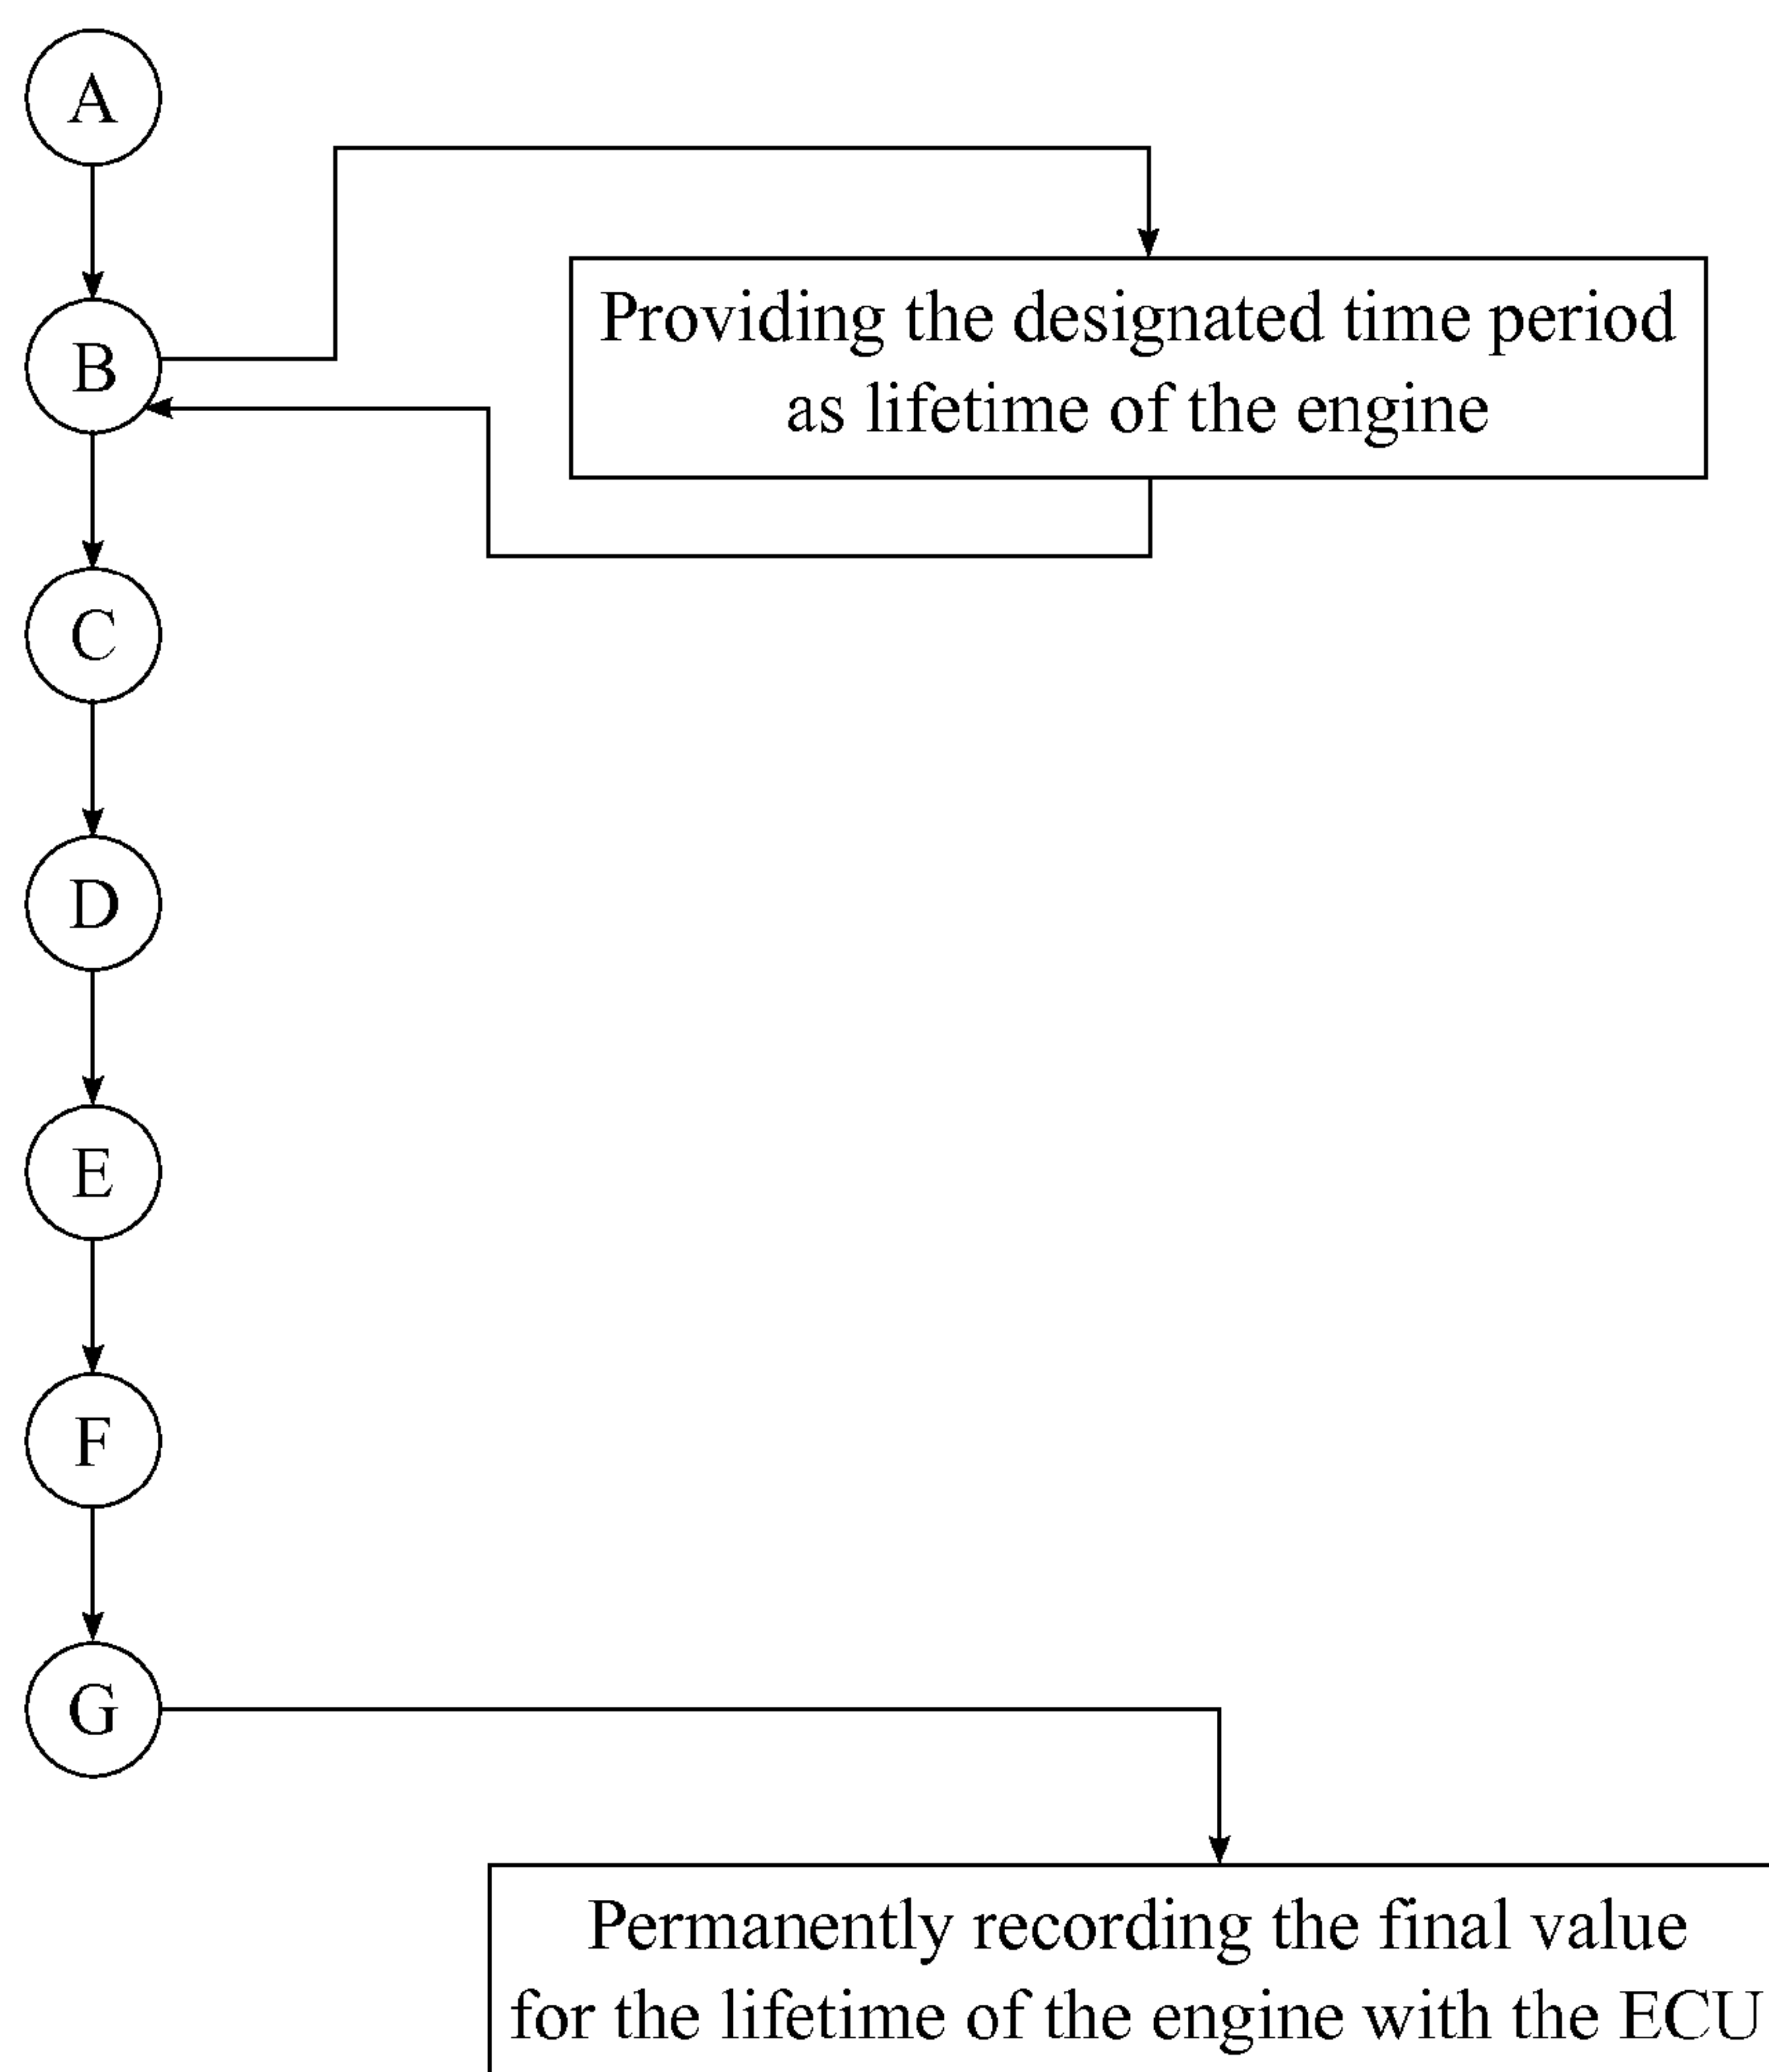 A
B
Providing the designated time period
as lifetime of the engine
C
D
E
F
G
Permanently recording the final value
for the lifetime of the engine with the ECU